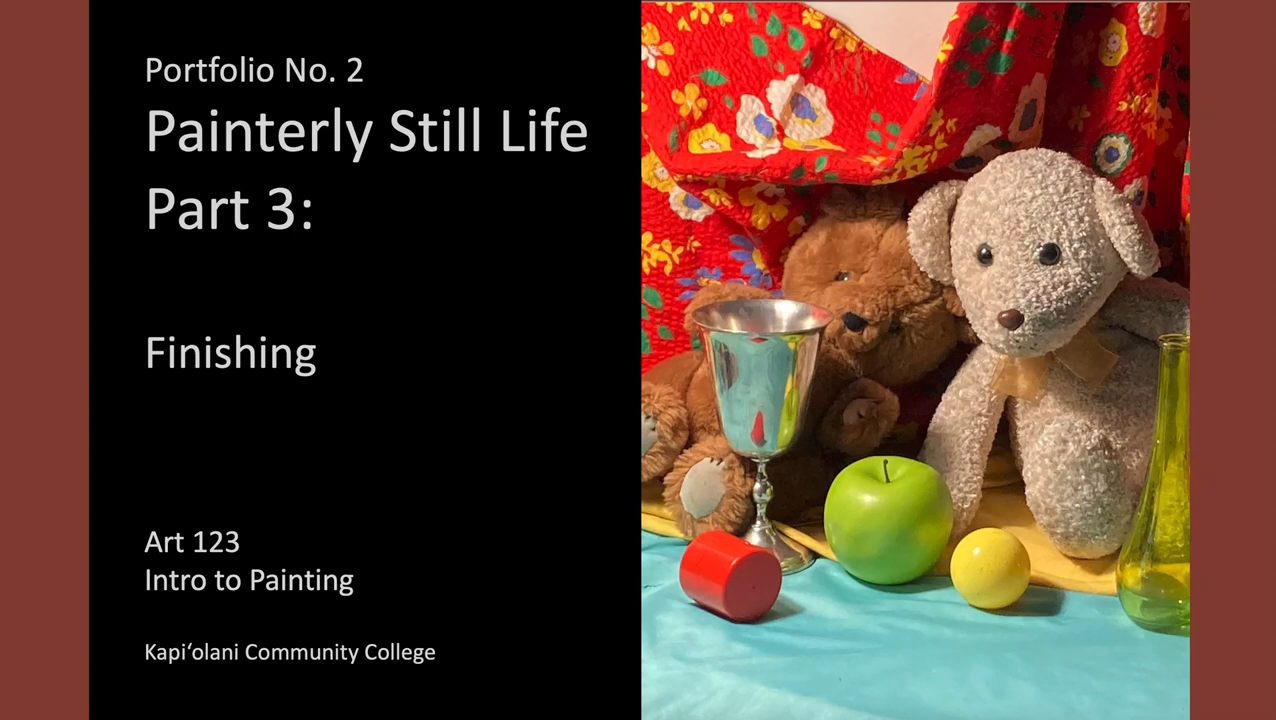 Portfolio No. 2
Painterly Still Life
Part 3:
Finishing
Art 123
Intro to Painting
Kapiʻolani Community College